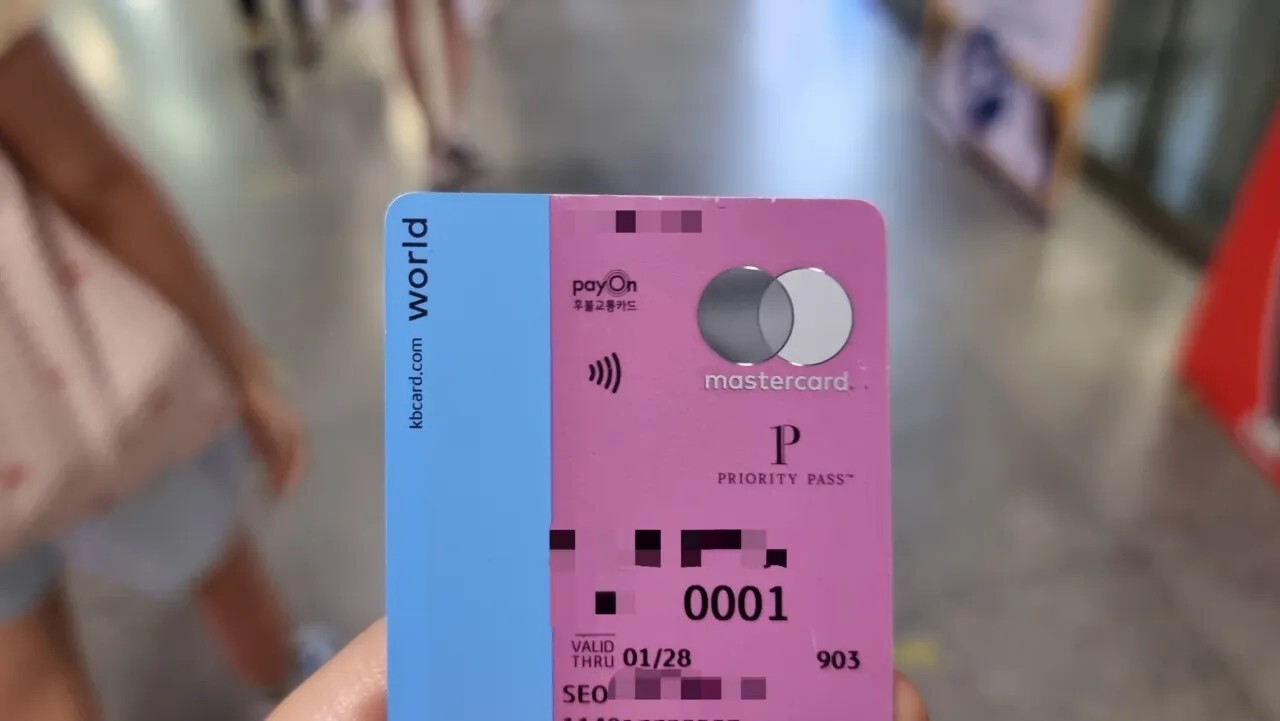 world
kbcard.com
payOn
후불교통카드
mastercard.
P
PRIORITY PASS™
0001
VALID THRU 01/28 903
SEO